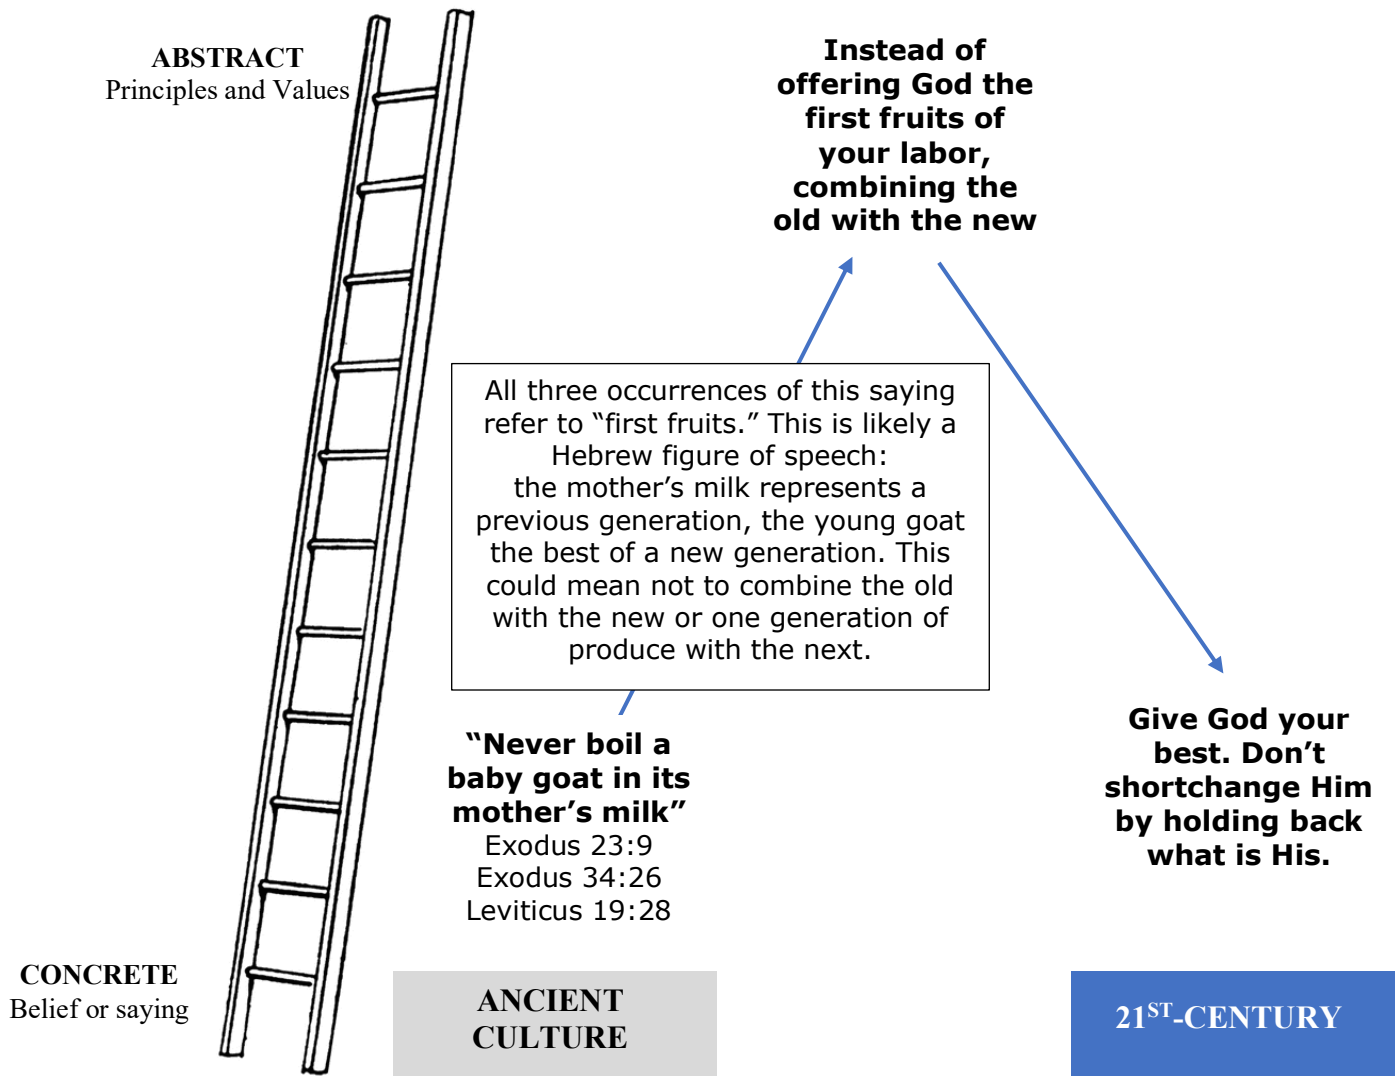 ABSTRACT
Principles and Values
Instead of
offering God the
first fruits of
your labor,
combining the
old with the new
All three occurrences of this saying
refer to “first fruits.” This is likely a
Hebrew figure of speech:
the mother’s milk represents a
previous generation, the young goat
the best of a new generation. This
could mean not to combine the old
with the new or one generation of
produce with the next.
“Never boil a
baby goat in its
mother’s milk”
Exodus 23:9
Exodus 34:26
Leviticus 19:28
Give God your
best. Don’t
shortchange Him
by holding back
what is His.
CONCRETE
Belief or saying
ANCIENT
CULTURE
21ST-CENTURY